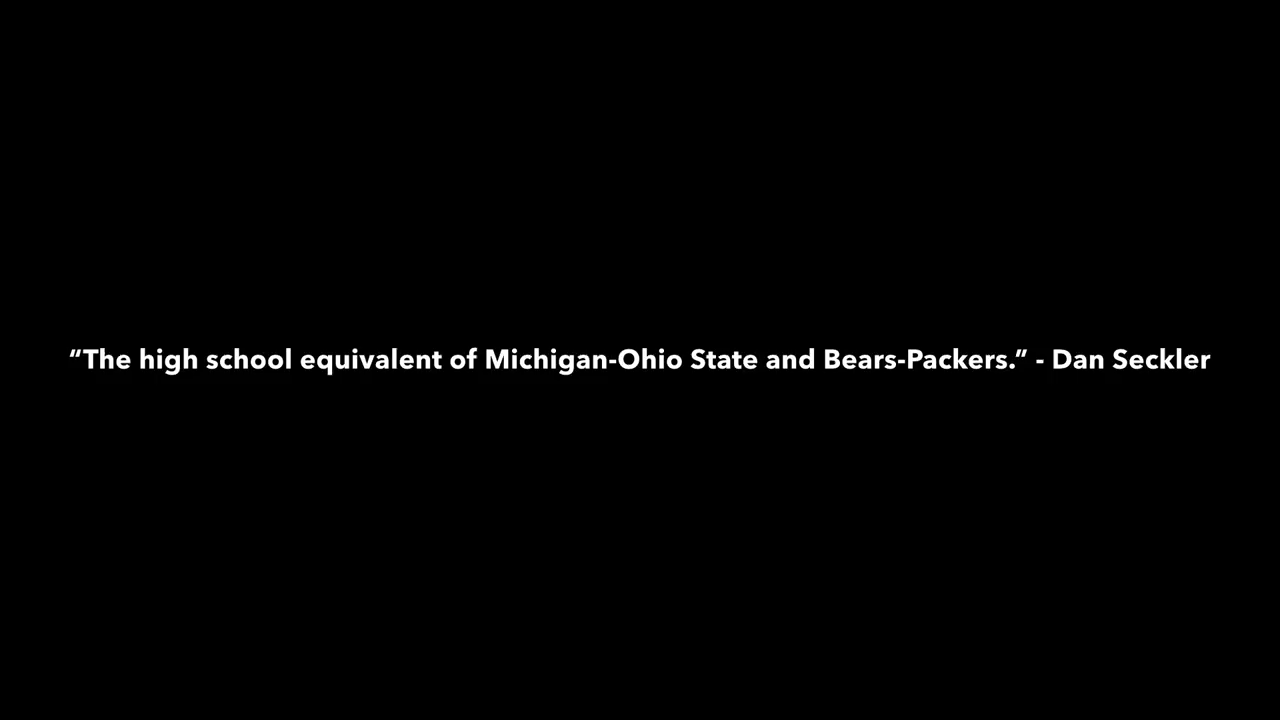 “The high school equivalent of Michigan-Ohio State and Bears-Packers.” - Dan Seckler